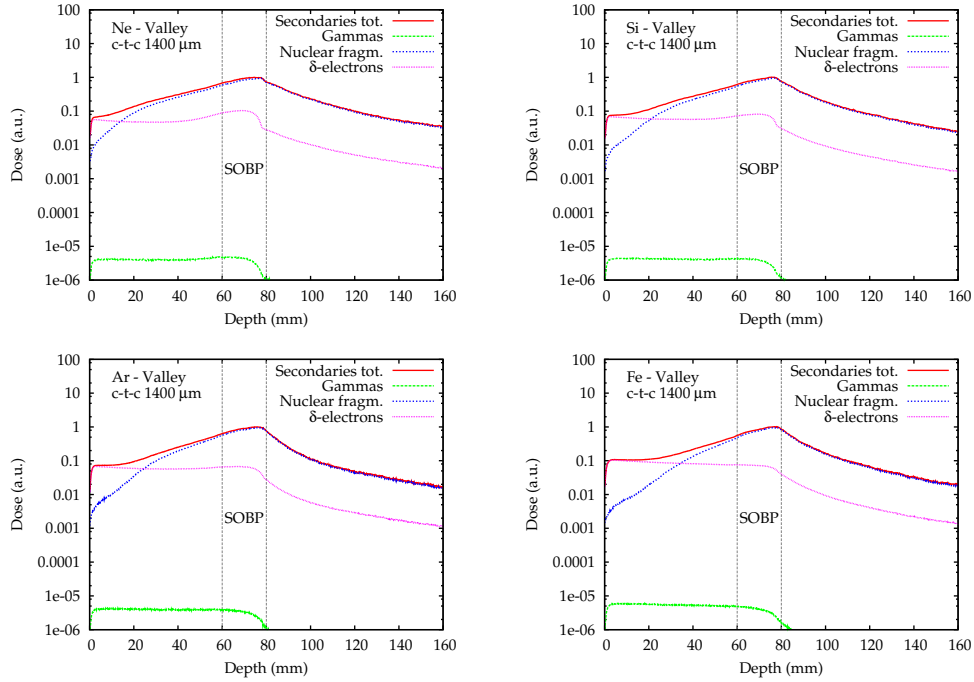 Ne - Valley
c-t-c 1400 µm
Secondaries tot.
Gammas
Nuclear fragm.
δ-electrons
SOBP
Dose (a.u.)
100
10
1
0.1
0.01
0.001
0.0001
1e-05
1e-06
0 20 40 60 80 100 120 140 160
Depth (mm)
Si - Valley
c-t-c 1400 µm
Secondaries tot.
Gammas
Nuclear fragm.
δ-electrons
SOBP
Dose (a.u.)
100
10
1
0.1
0.01
0.001
0.0001
1e-05
1e-06
0 20 40 60 80 100 120 140 160
Depth (mm)
Ar - Valley
c-t-c 1400 µm
Secondaries tot.
Gammas
Nuclear fragm.
δ-electrons
SOBP
Dose (a.u.)
100
10
1
0.1
0.01
0.001
0.0001
1e-05
1e-06
0 20 40 60 80 100 120 140 160
Depth (mm)
Fe - Valley
c-t-c 1400 µm
Secondaries tot.
Gammas
Nuclear fragm.
δ-electrons
SOBP
Dose (a.u.)
100
10
1
0.1
0.01
0.001
0.0001
1e-05
1e-06
0 20 40 60 80 100 120 140 160
Depth (mm)